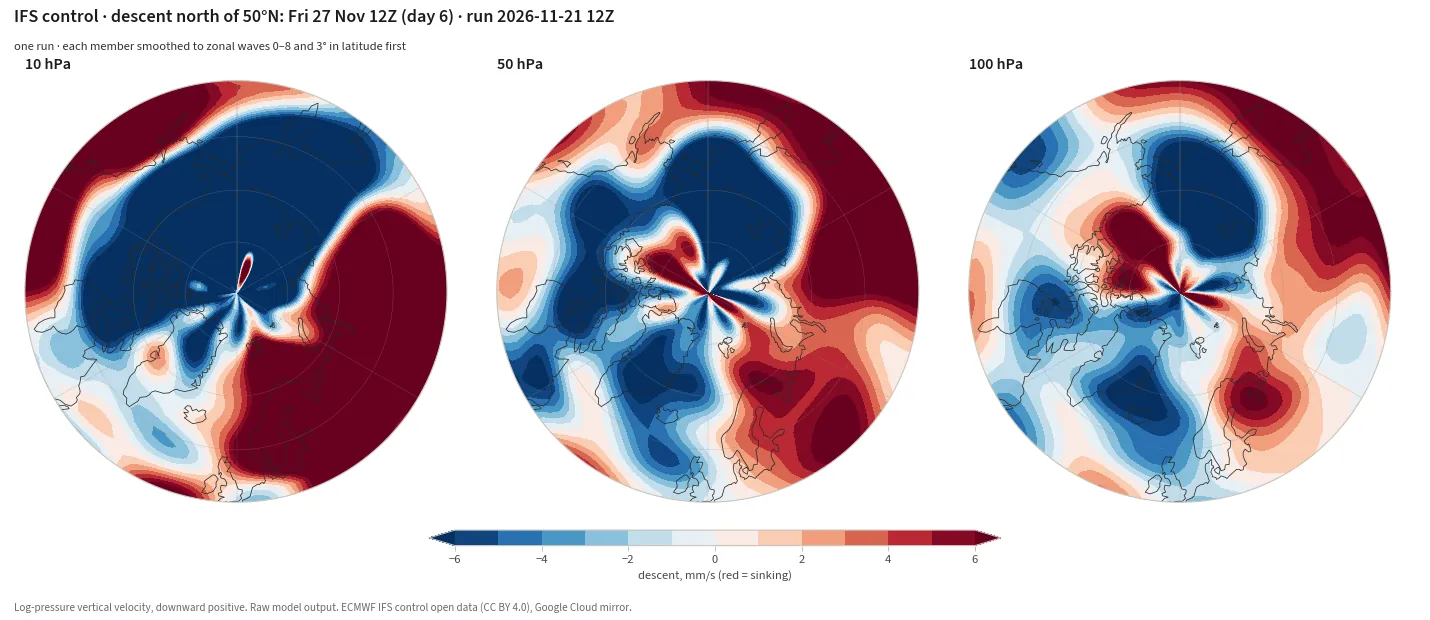 IFS control · descent north of 50°N: Fri 27 Nov 12Z (day 6) · run 2026-11-21 12Z
one run · each member smoothed to zonal waves 0–8 and 3° in latitude first
10 hPa
50 hPa
100 hPa
−6
−4
−2
0
2
4
6
descent, mm/s (red = sinking)
Log-pressure vertical velocity, downward positive. Raw model output. ECMWF IFS control open data (CC BY 4.0), Google Cloud mirror.